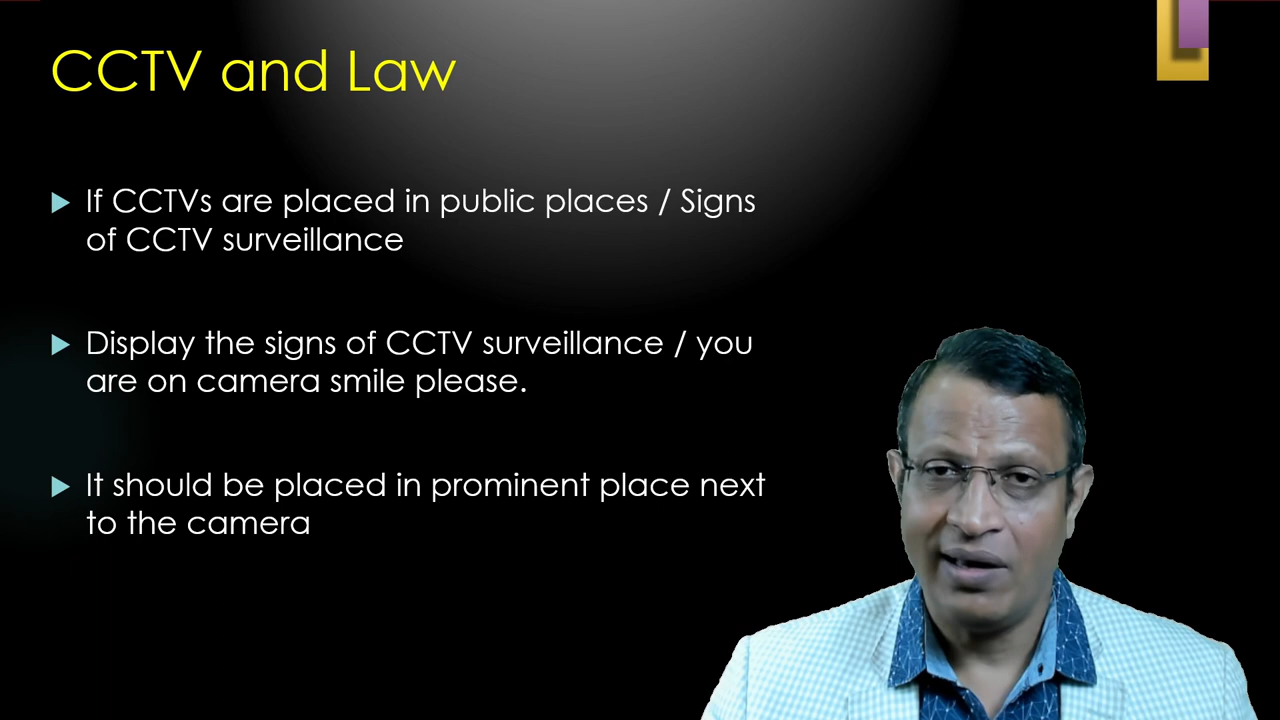 CCTV and Law
If CCTVs are placed in public places / Signs
of CCTV surveillance
Display the signs of CCTV surveillance / you
are on camera smile please.
It should be placed in prominent place next
to the camera